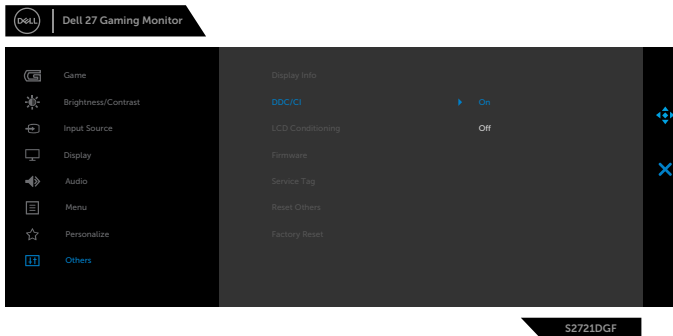 DELL
Dell 27 Gaming Monitor
Game
Display Info
Brightness/Contrast
DDC/CI
On
Input Source
LCD Conditioning
Off
Display
Firmware
Audio
Service Tag
Menu
Reset Others
Personalize
Factory Reset
Others
S2721DGF